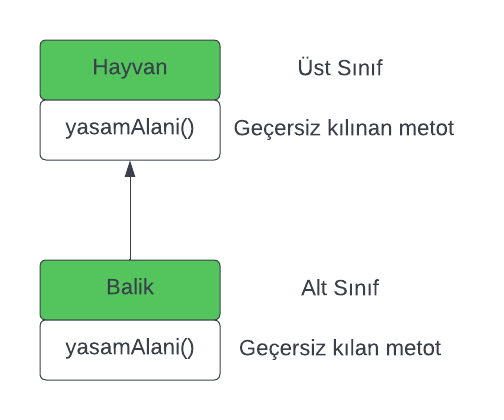 Hayvan
Üst Sınıf
yasamAlani()
Geçersiz kılınan metot
Balik
Alt Sınıf
yasamAlani()
Geçersiz kılan metot